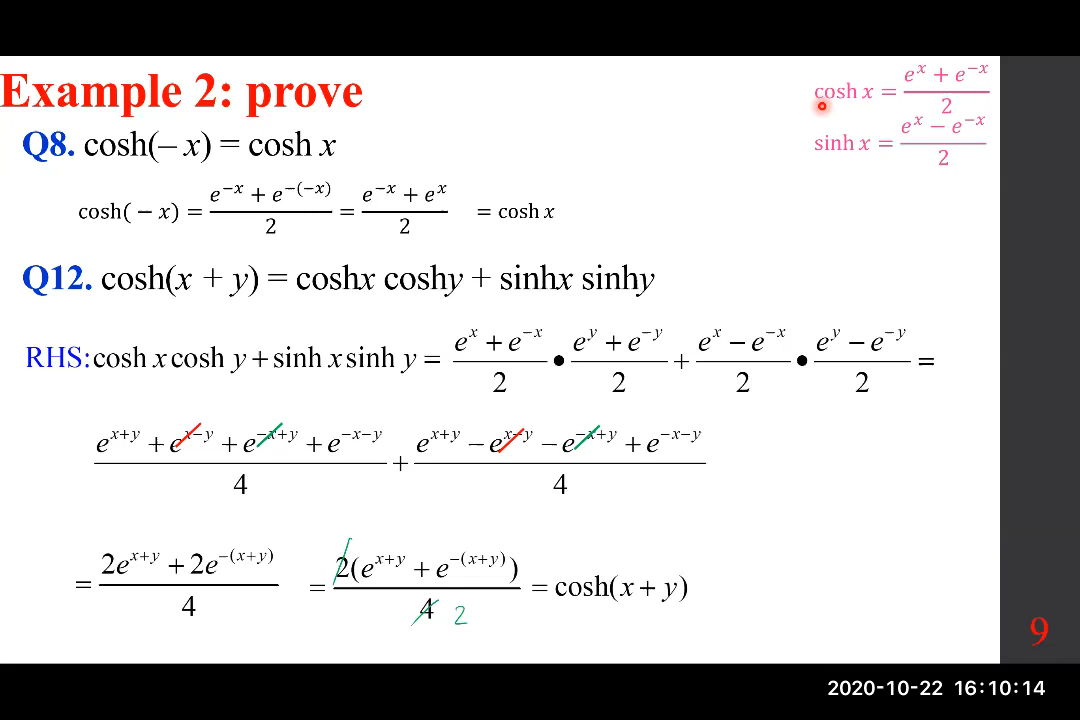 Example 2: prove
cosh x = (e^x + e^{−x})/2
sinh x = (e^x − e^{−x})/2
Q8. cosh(– x) = cosh x
cosh(− x) = (e^{−x} + e^{−(−x)})/2 = (e^{−x} + e^x)/2 = cosh x
Q12. cosh(x + y) = coshx coshy + sinhx sinhy
RHS: cosh x cosh y + sinh x sinh y = (e^x + e^{−x})/2 • (e^y + e^{−y})/2 + (e^x − e^{−x})/2 • (e^y − e^{−y})/2 =
(e^{x+y} + e^{x−y} + e^{−x+y} + e^{−x−y})/4 + (e^{x+y} − e^{x−y} − e^{−x+y} + e^{−x−y})/4
= (2e^{x+y} + 2e^{−(x+y)})/4 = 2(e^{x+y} + e^{−(x+y)})/4 2 = cosh(x + y)
9
2020-10-22 16:10:14